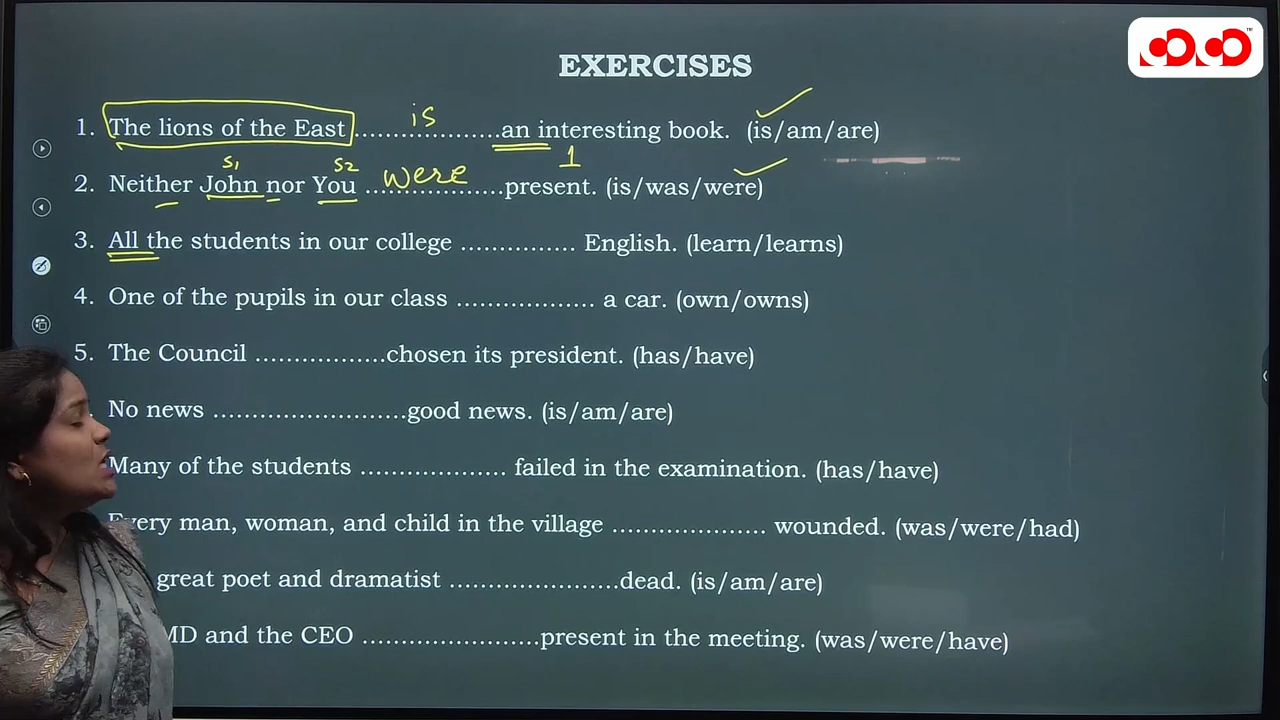 EXERCISES
is
1. The lions of the East....................an interesting book. (is/am/are)
s1 s2 were 1
2. Neither John nor You .................present. (is/was/were)
3. All the students in our college ............... English. (learn/learns)
4. One of the pupils in our class ................. a car. (own/owns)
5. The Council .................chosen its president. (has/have)
No news ........................good news. (is/am/are)
Many of the students .................. failed in the examination. (has/have)
Every man, woman, and child in the village ................... wounded. (was/were/had)
great poet and dramatist .....................dead. (is/am/are)
MD and the CEO ......................present in the meeting. (was/were/have)